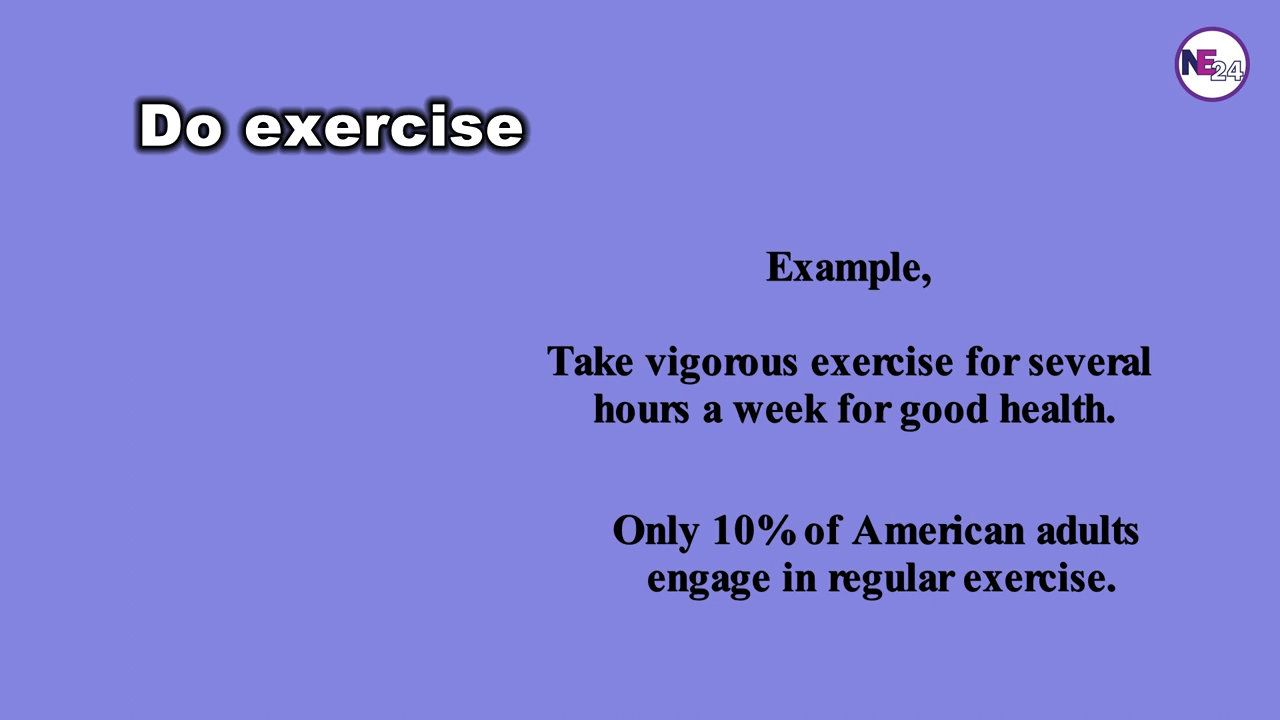 NE24
Do exercise
Example,
Take vigorous exercise for several
hours a week for good health.
Only 10% of American adults
engage in regular exercise.